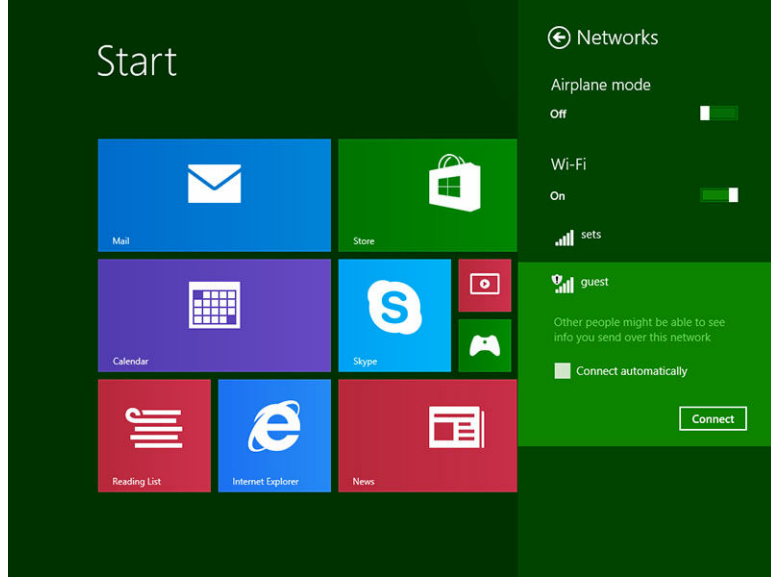 Start
Mail
Store
Calendar
Skype
Reading List
Internet Explorer
News
Networks
Airplane mode
Off
Wi-Fi
On
sets
guest
Other people might be able to see
info you send over this network
Connect automatically
Connect